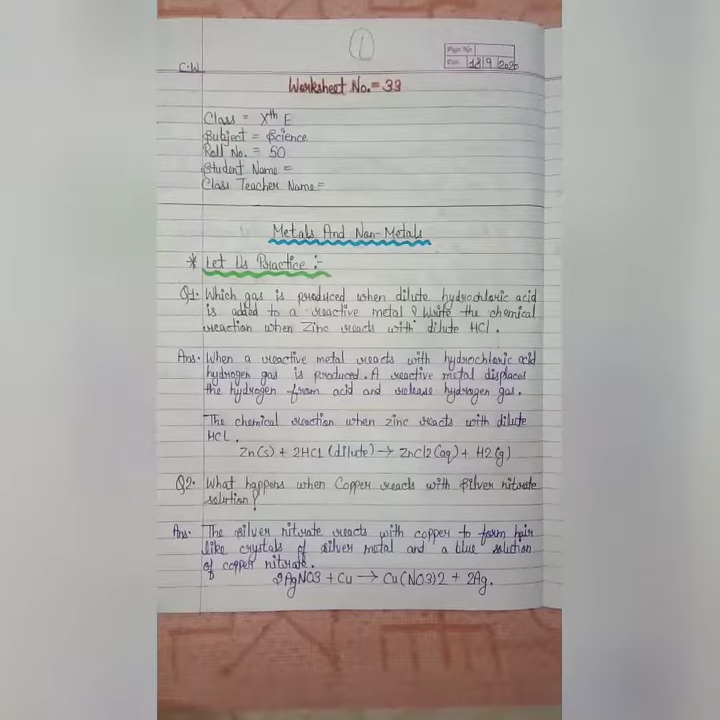 1
Page No.
C.W
Date 18 9 2020
Worksheet No. = 39
Class = Xth E
Subject = Science
Roll No. = 50
Student Name =
Class Teacher Name =
Metals And Non-Metals
* Let Us Practice :-
Q1. Which gas is produced when dilute hydrochloric acid
is added to a reactive metal? Write the chemical
reaction when Zinc reacts with dilute HCl.
Ans. When a reactive metal reacts with hydrochloric acid
hydrogen gas is produced. A reactive metal displaces
the hydrogen from acid and release hydrogen gas.
The chemical reaction when zinc reacts with dilute
HCL.
Zn(s) + 2HCL (dilute) → ZnCl2 (aq) + H2 (g)
Q2. What happens when Copper reacts with Silver nitrate
solution?
Ans. The silver nitrate reacts with copper to form hair
like crystals of silver metal and a blue solution
of copper nitrate.
2AgNO3 + Cu → Cu(NO3)2 + 2Ag.